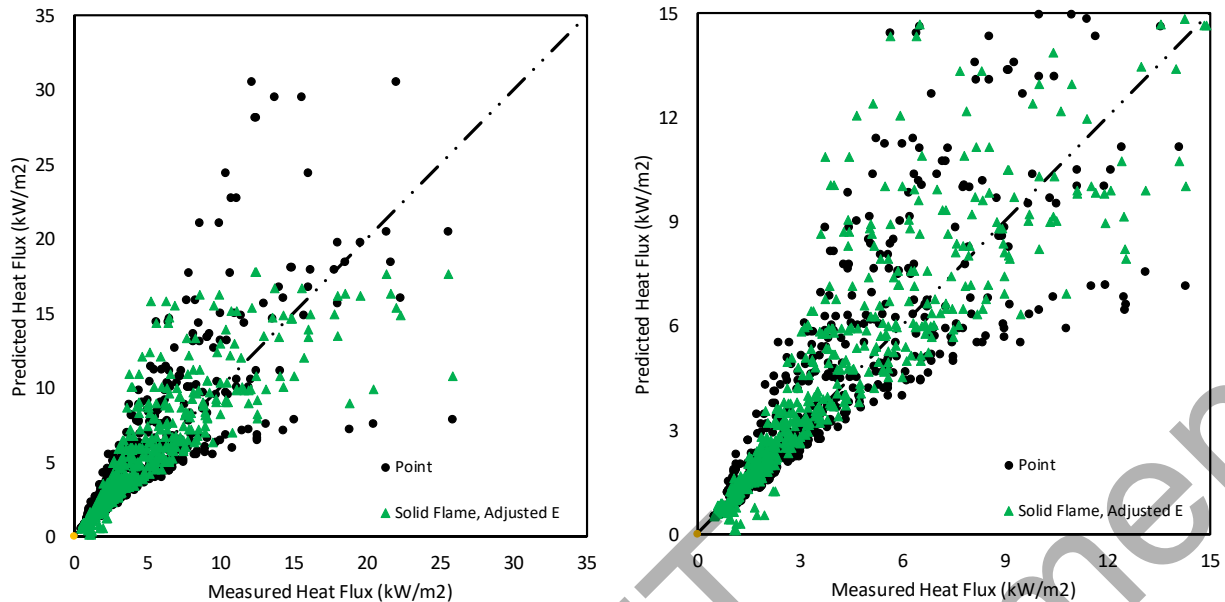 35
30
25
20
15
10
5
0
Predicted Heat Flux (kW/m2)
0 5 10 15 20 25 30 35
Measured Heat Flux (kW/m2)
Point
Solid Flame, Adjusted E
15
12
9
6
3
0
Predicted Heat Flux (kW/m2)
0 3 6 9 12 15
Measured Heat Flux (kW/m2)
Point
Solid Flame, Adjusted E